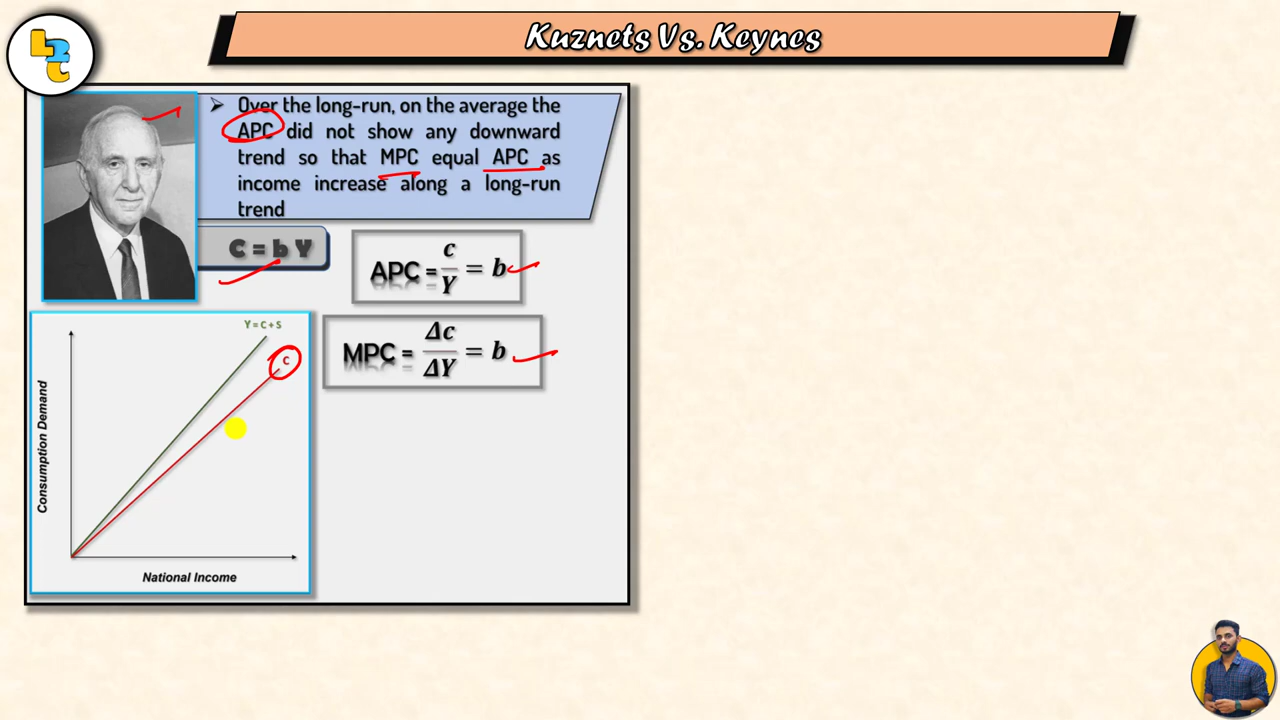 LBC
Kuznets Vs. Keynes
➢ Over the long-run, on the average the
APC did not show any downward
trend so that MPC equal APC as
income increase along a long-run
trend
C = b Y
APC = c/Y = b
MPC = Δc/ΔY = b
Y=C+S
C
Consumption Demand
National Income